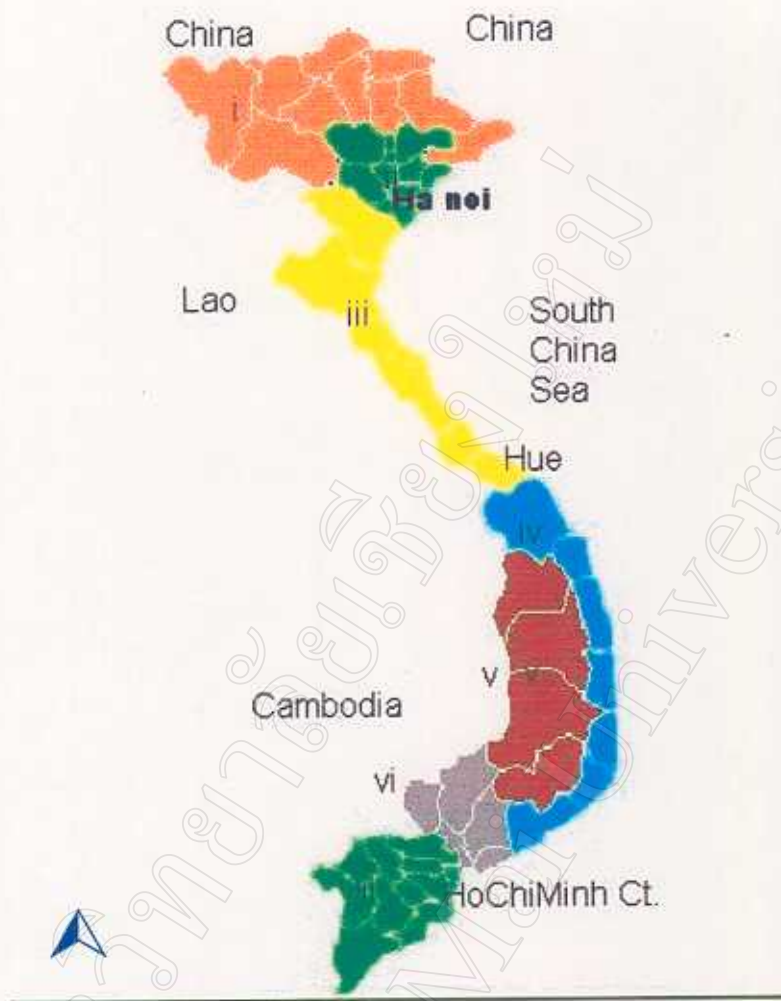 China
China
i
Ha noi
Lao
iii
South
China
Sea
Hue
iv
v
v
Cambodia
vi
HoChiMinh Ct.